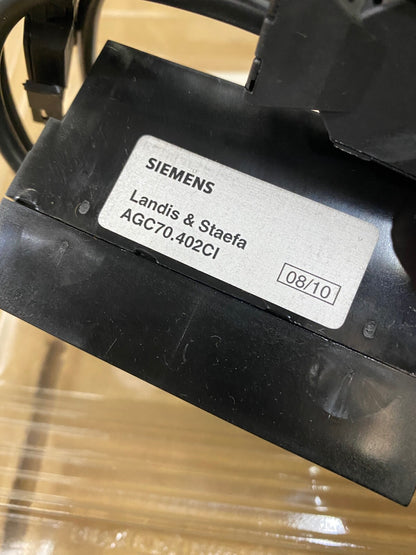 SIEMENS
Landis & Staefa
AGC70.402CI
08/10